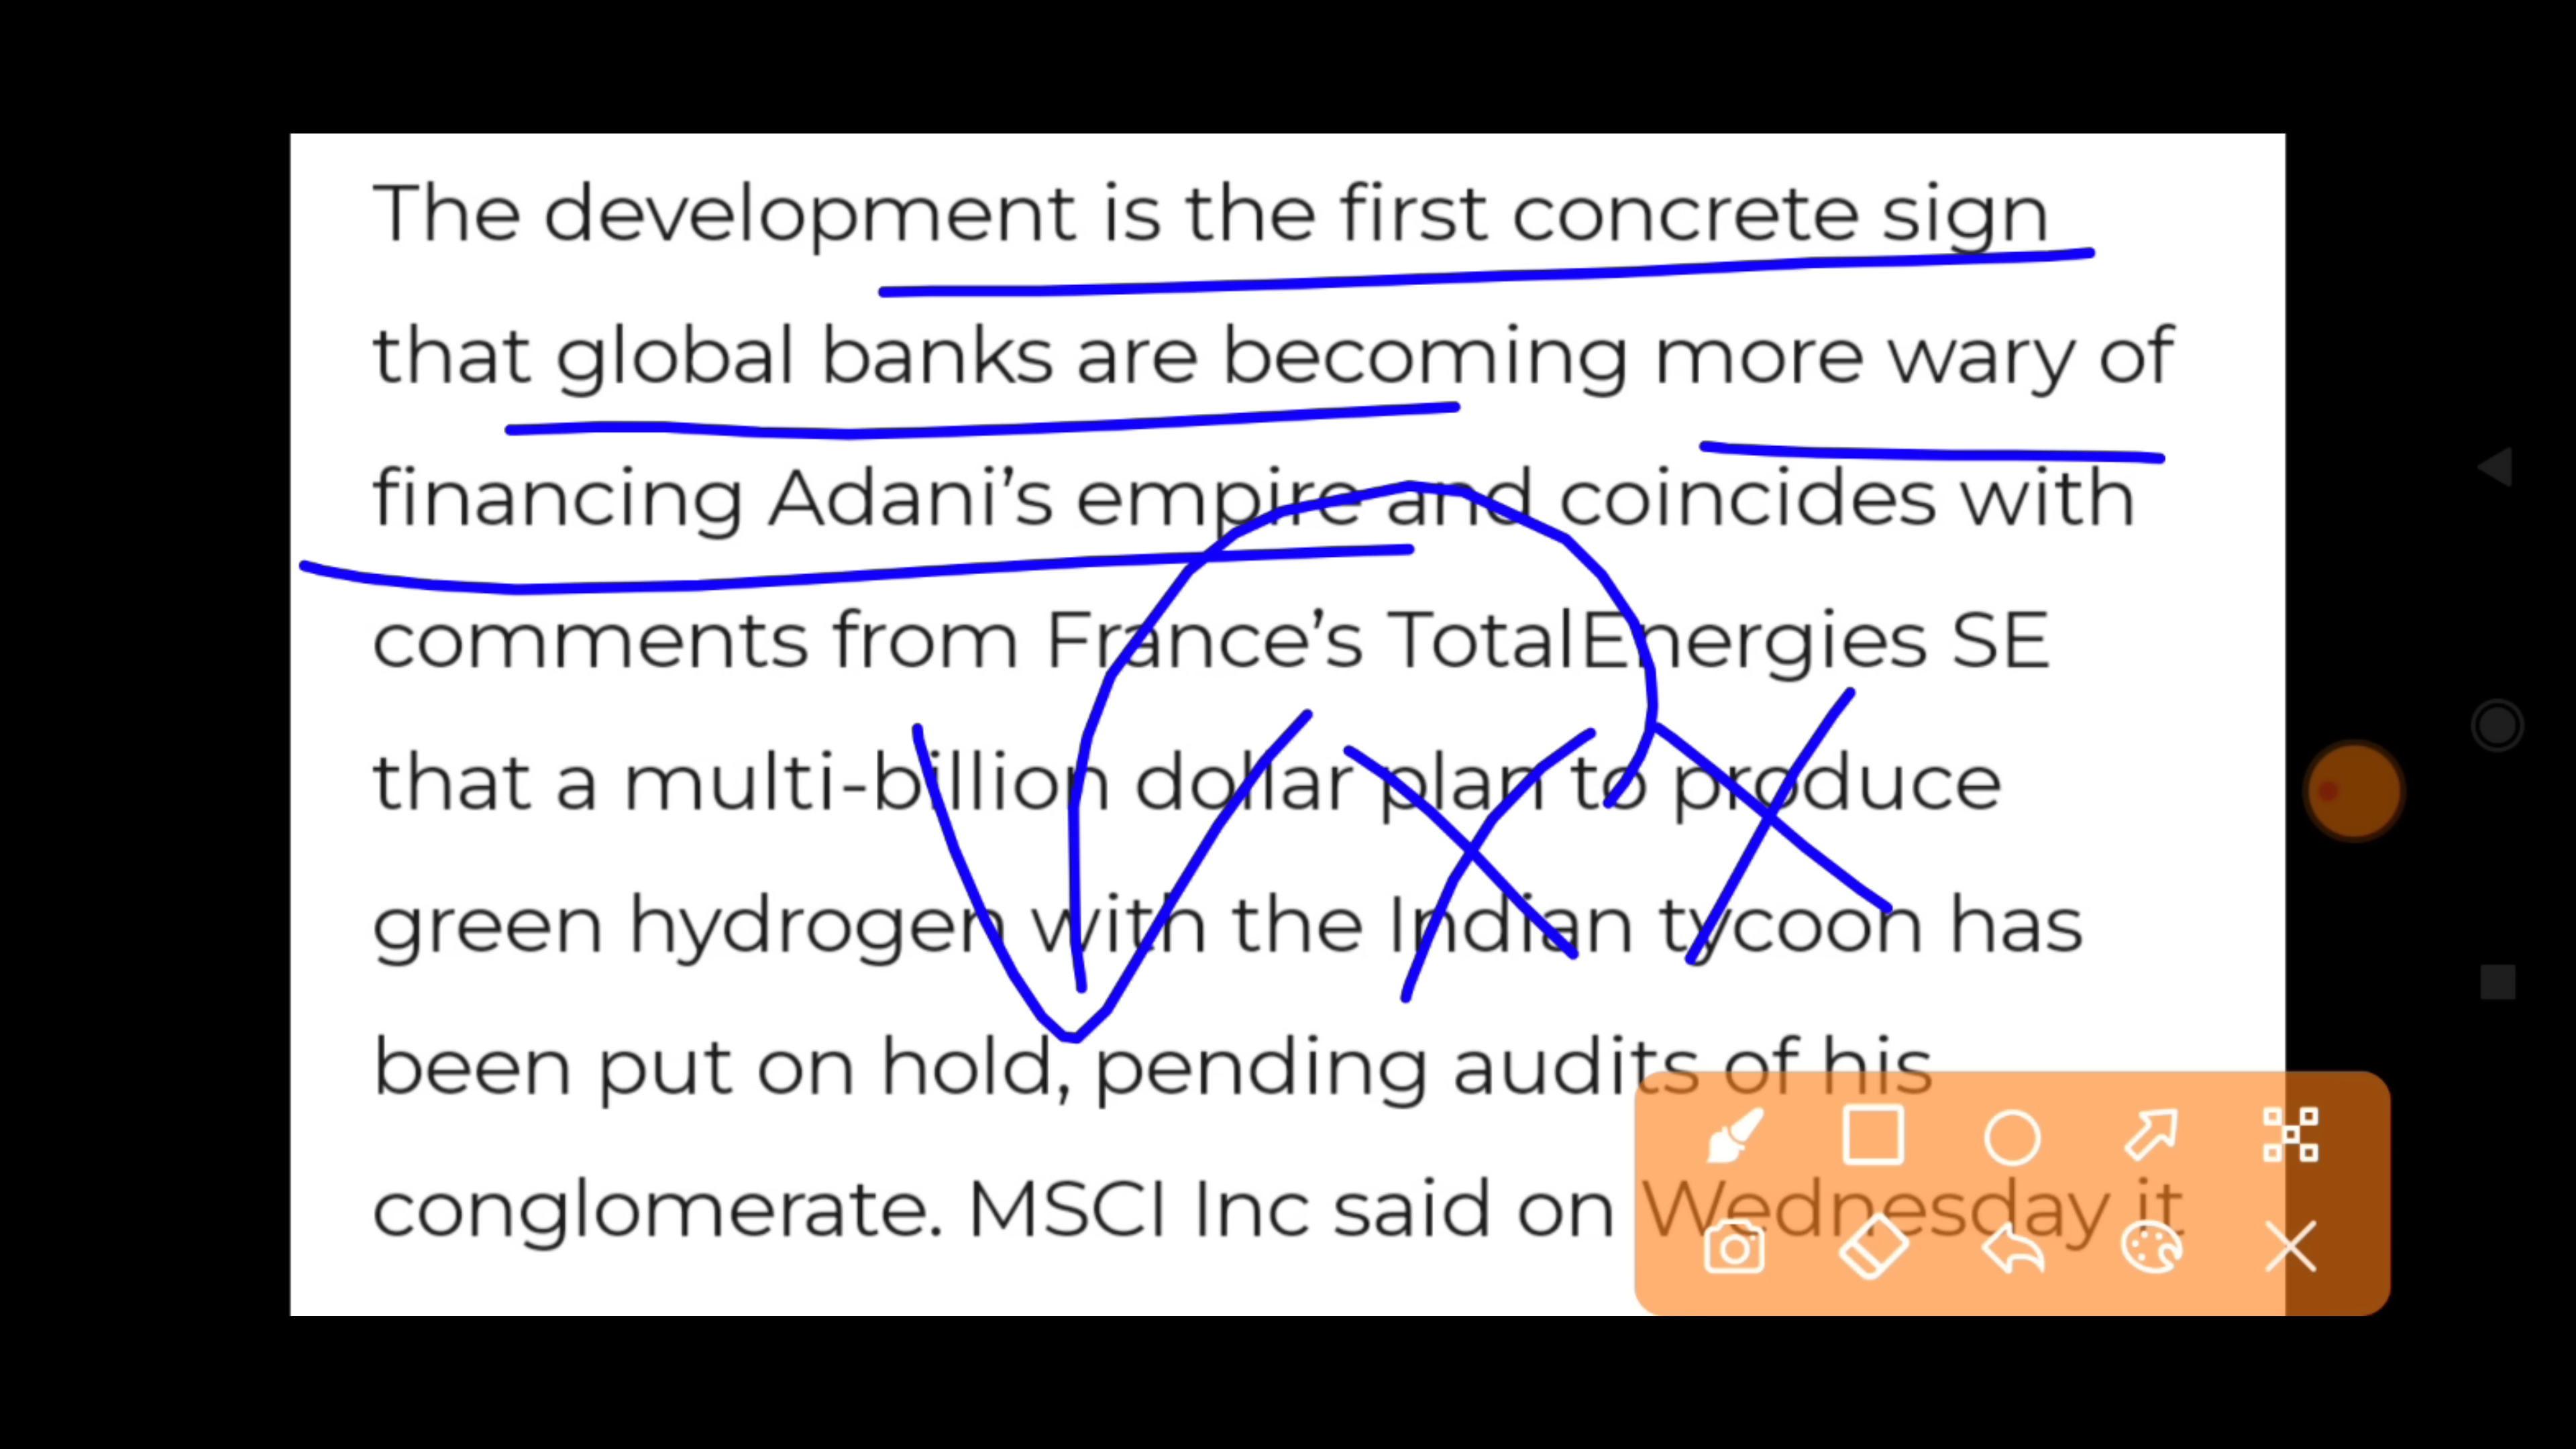 The development is the first concrete sign
that global banks are becoming more wary of
financing Adani’s empire and coincides with
comments from France’s TotalEnergies SE
that a multi-billion dollar plan to produce
green hydrogen with the Indian tycoon has
been put on hold, pending audits of his
conglomerate. MSCI Inc said on Wednesday it